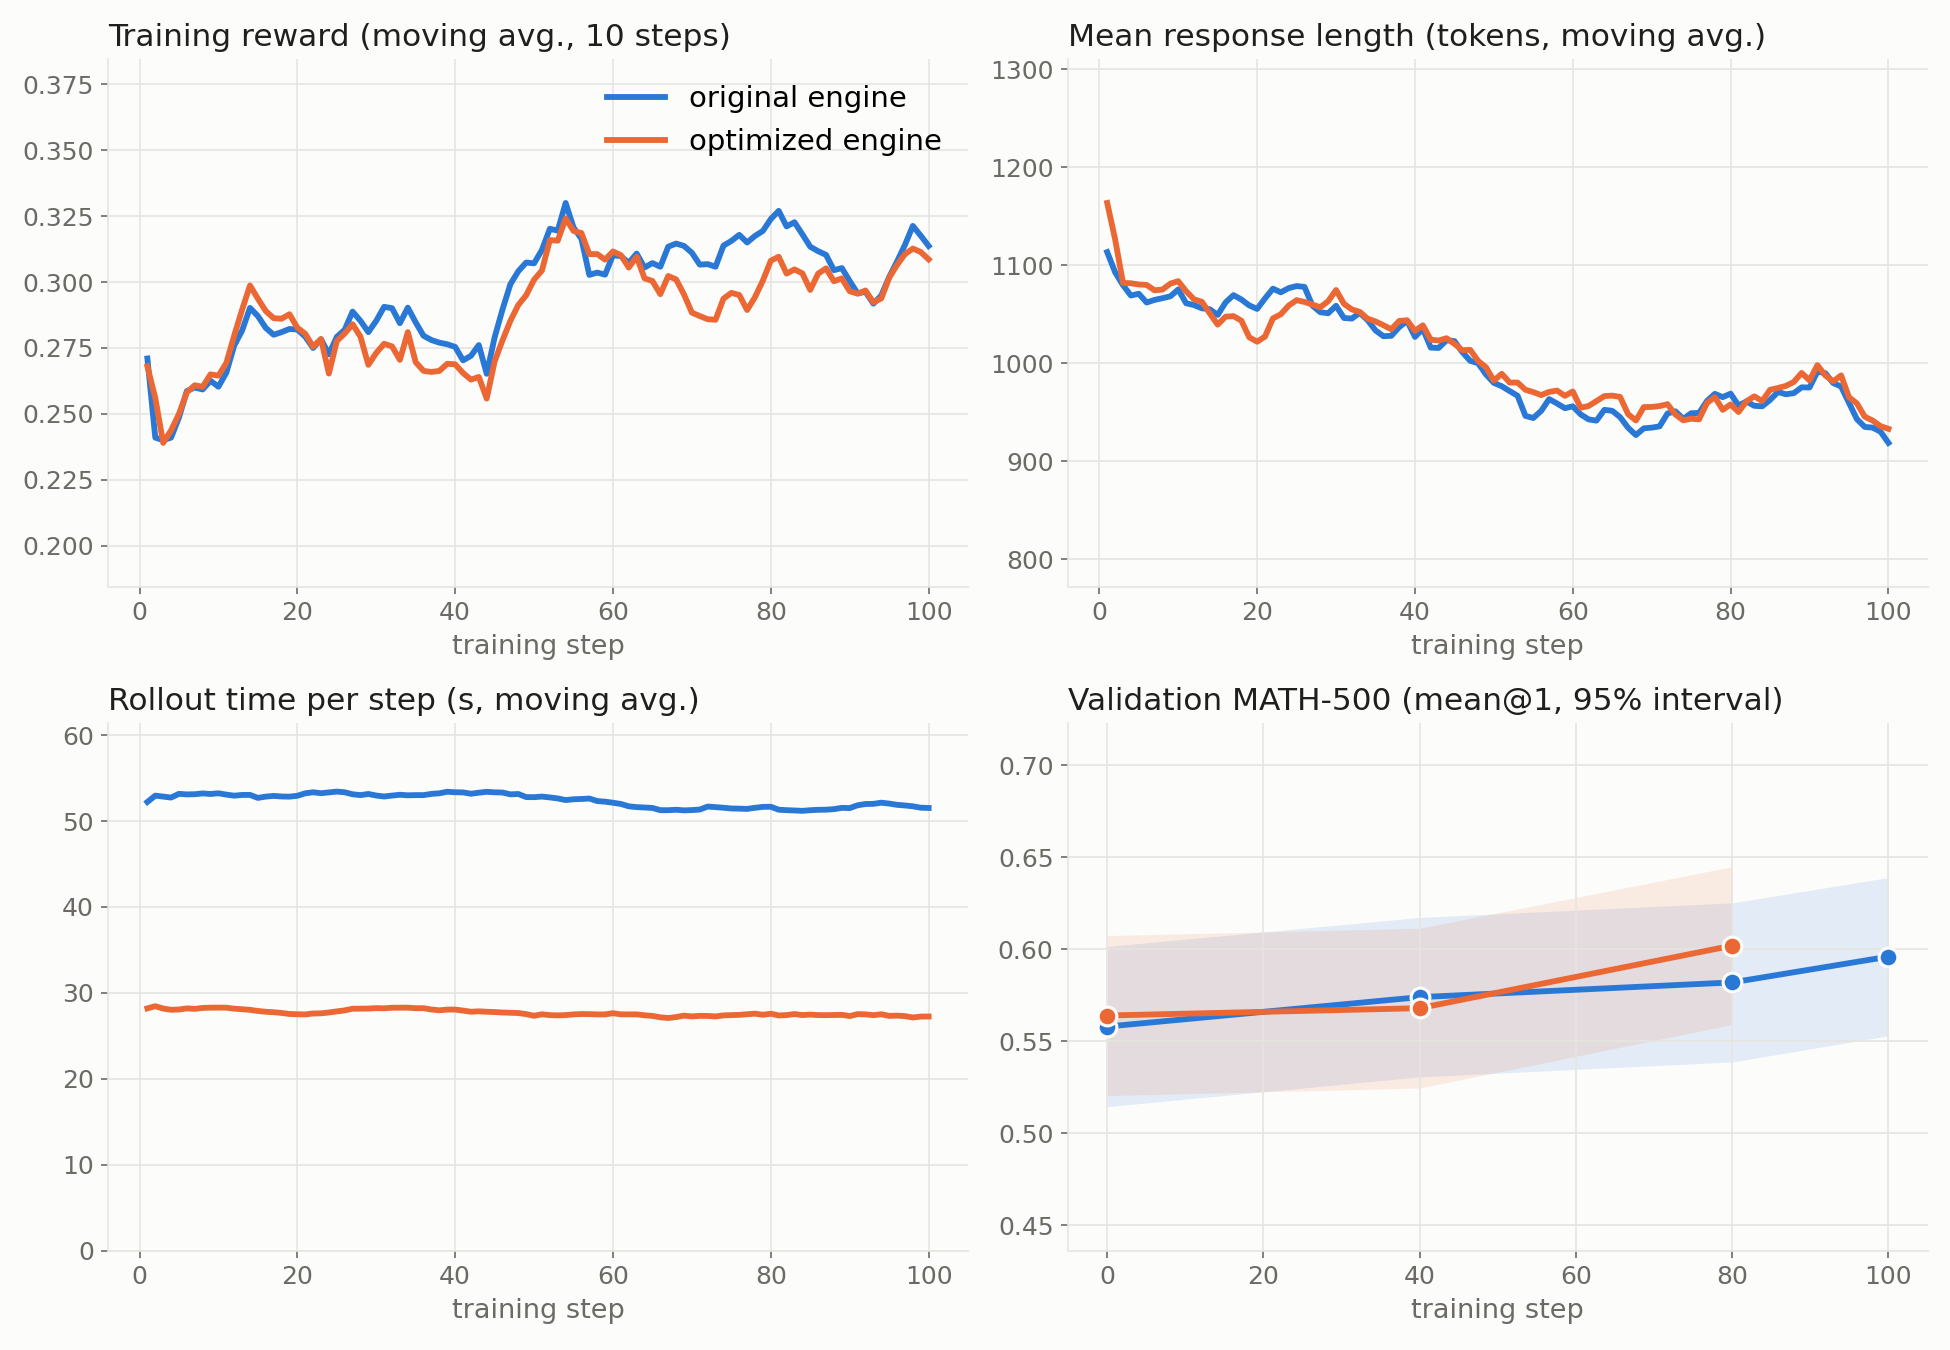 Training reward (moving avg., 10 steps)
0.375
0.350
0.325
0.300
0.275
0.250
0.225
0.200
original engine
optimized engine
0 20 40 60 80 100
training step
Mean response length (tokens, moving avg.)
1300
1200
1100
1000
900
800
0 20 40 60 80 100
training step
Rollout time per step (s, moving avg.)
60
50
40
30
20
10
0
0 20 40 60 80 100
training step
Validation MATH-500 (mean@1, 95% interval)
0.70
0.65
0.60
0.55
0.50
0.45
0 20 40 60 80 100
training step